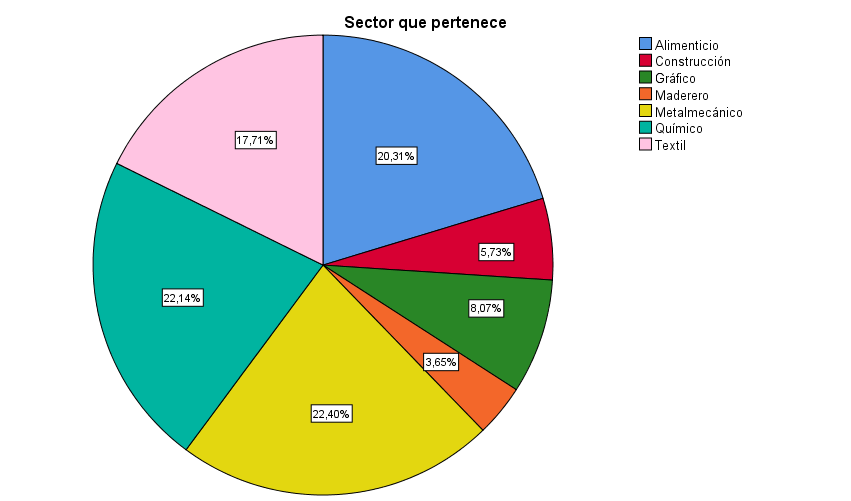 Sector que pertenece
Alimenticio
Construcción
Gráfico
Maderero
Metalmecánico
Químico
Textil
17,71%
20,31%
5,73%
22,14%
8,07%
3,65%
22,40%